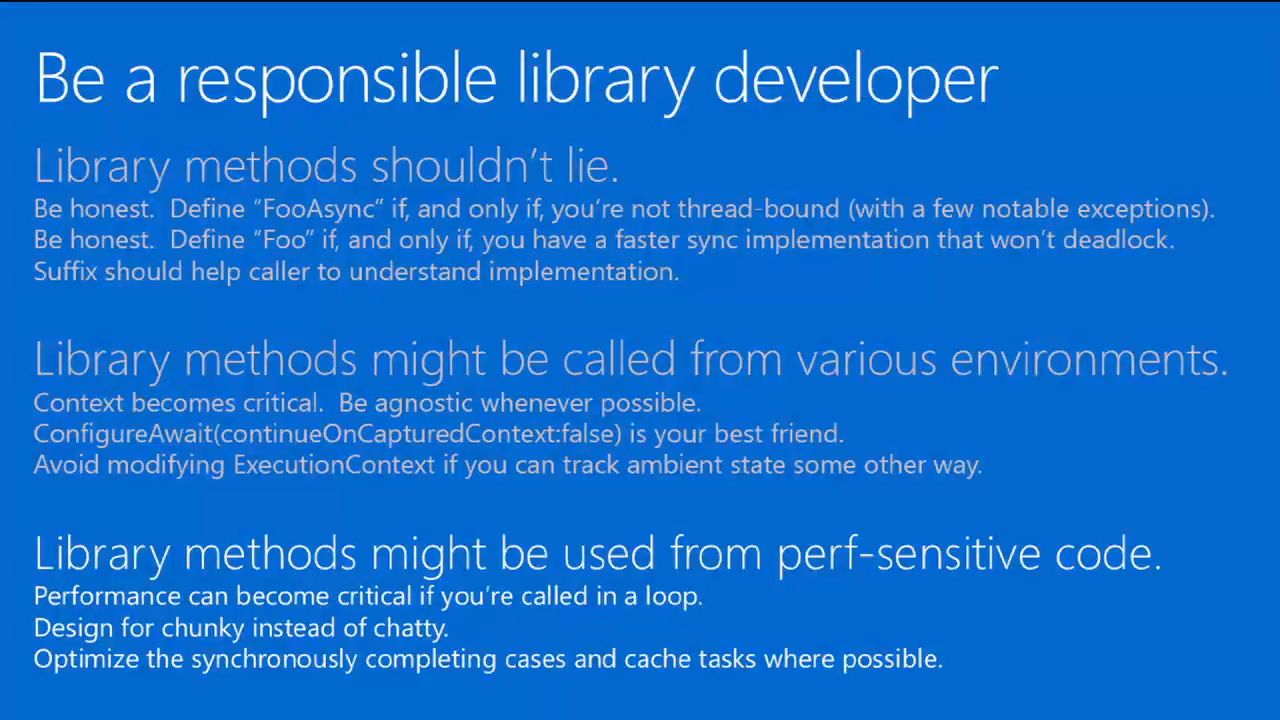 Be a responsible library developer
Library methods shouldn’t lie.
Be honest.  Define “FooAsync” if, and only if, you’re not thread-bound (with a few notable exceptions).
Be honest.  Define “Foo” if, and only if, you have a faster sync implementation that won’t deadlock.
Suffix should help caller to understand implementation.
Library methods might be called from various environments.
Context becomes critical.  Be agnostic whenever possible.
ConfigureAwait(continueOnCapturedContext:false) is your best friend.
Avoid modifying ExecutionContext if you can track ambient state some other way.
Library methods might be used from perf-sensitive code.
Performance can become critical if you’re called in a loop.
Design for chunky instead of chatty.
Optimize the synchronously completing cases and cache tasks where possible.